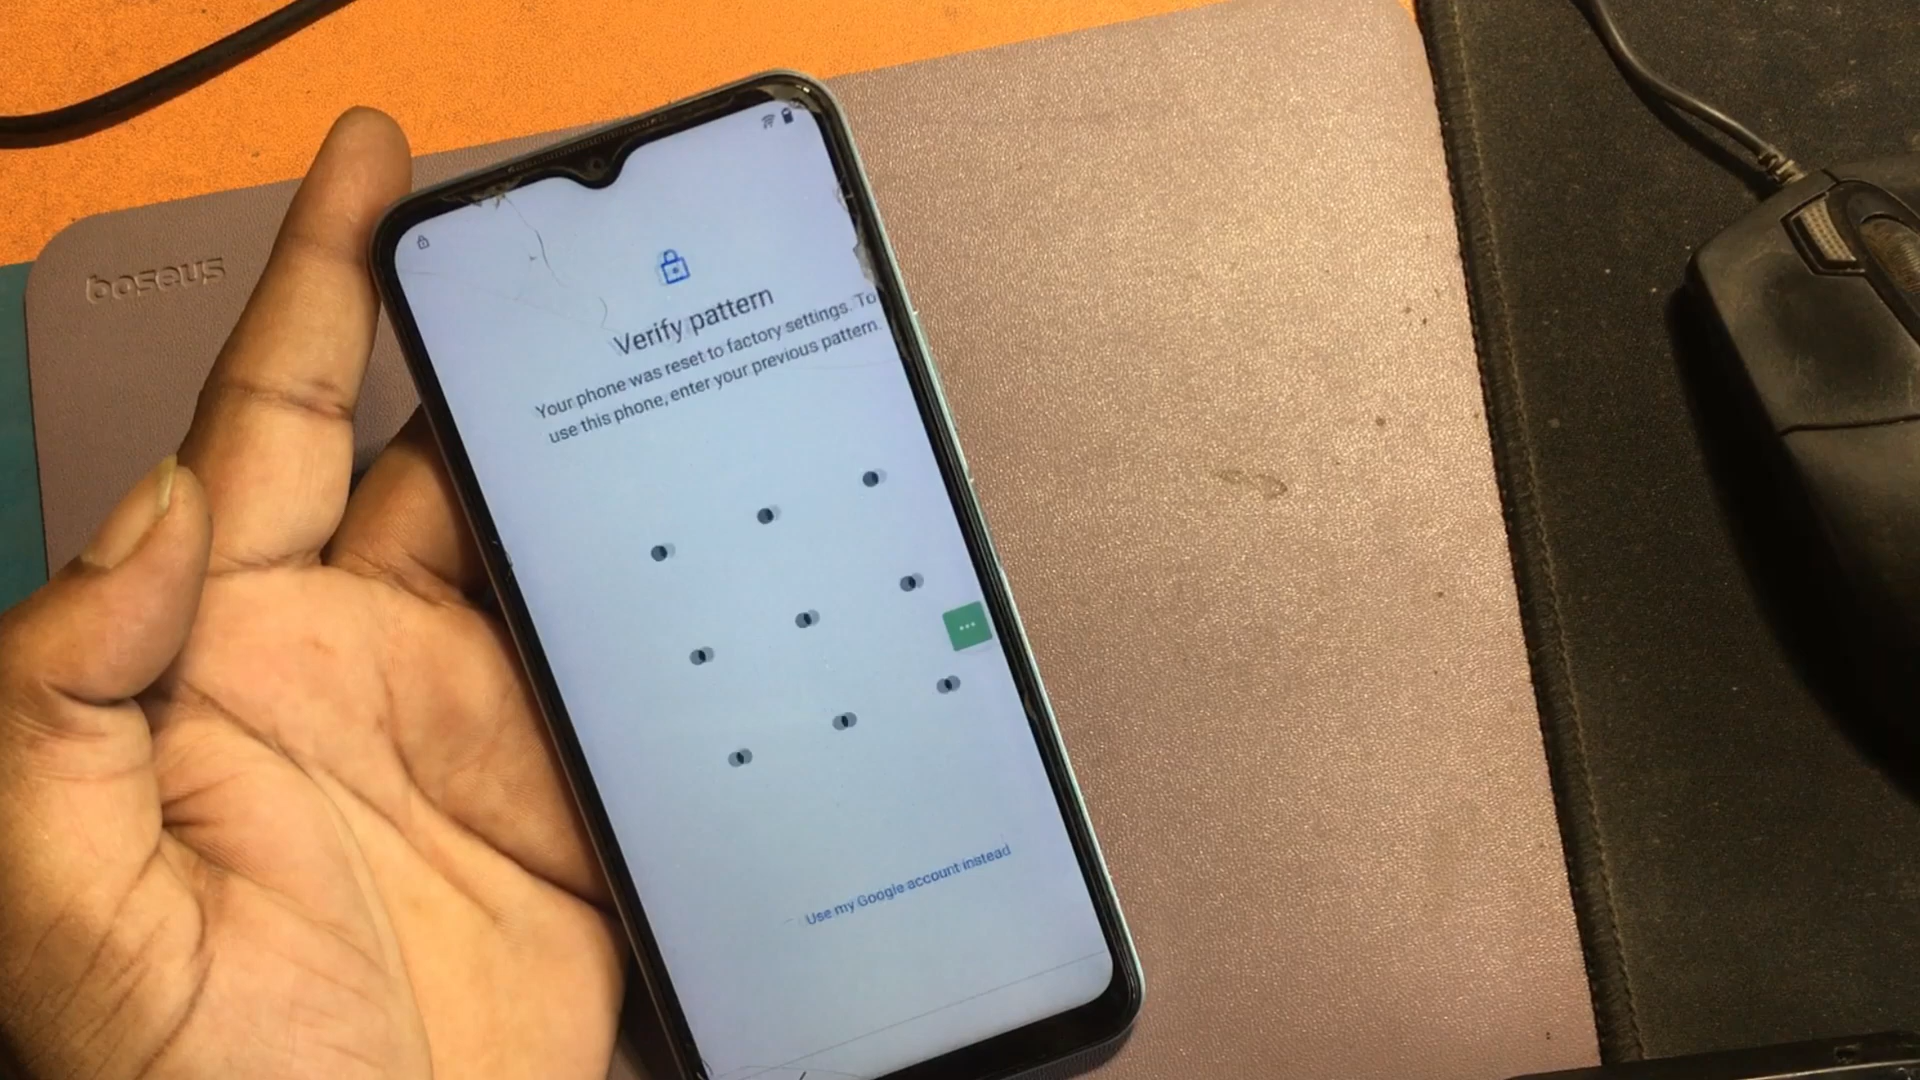 boseus
Verify pattern
Your phone was reset to factory settings. To
use this phone, enter your previous pattern.
Use my Google account instead